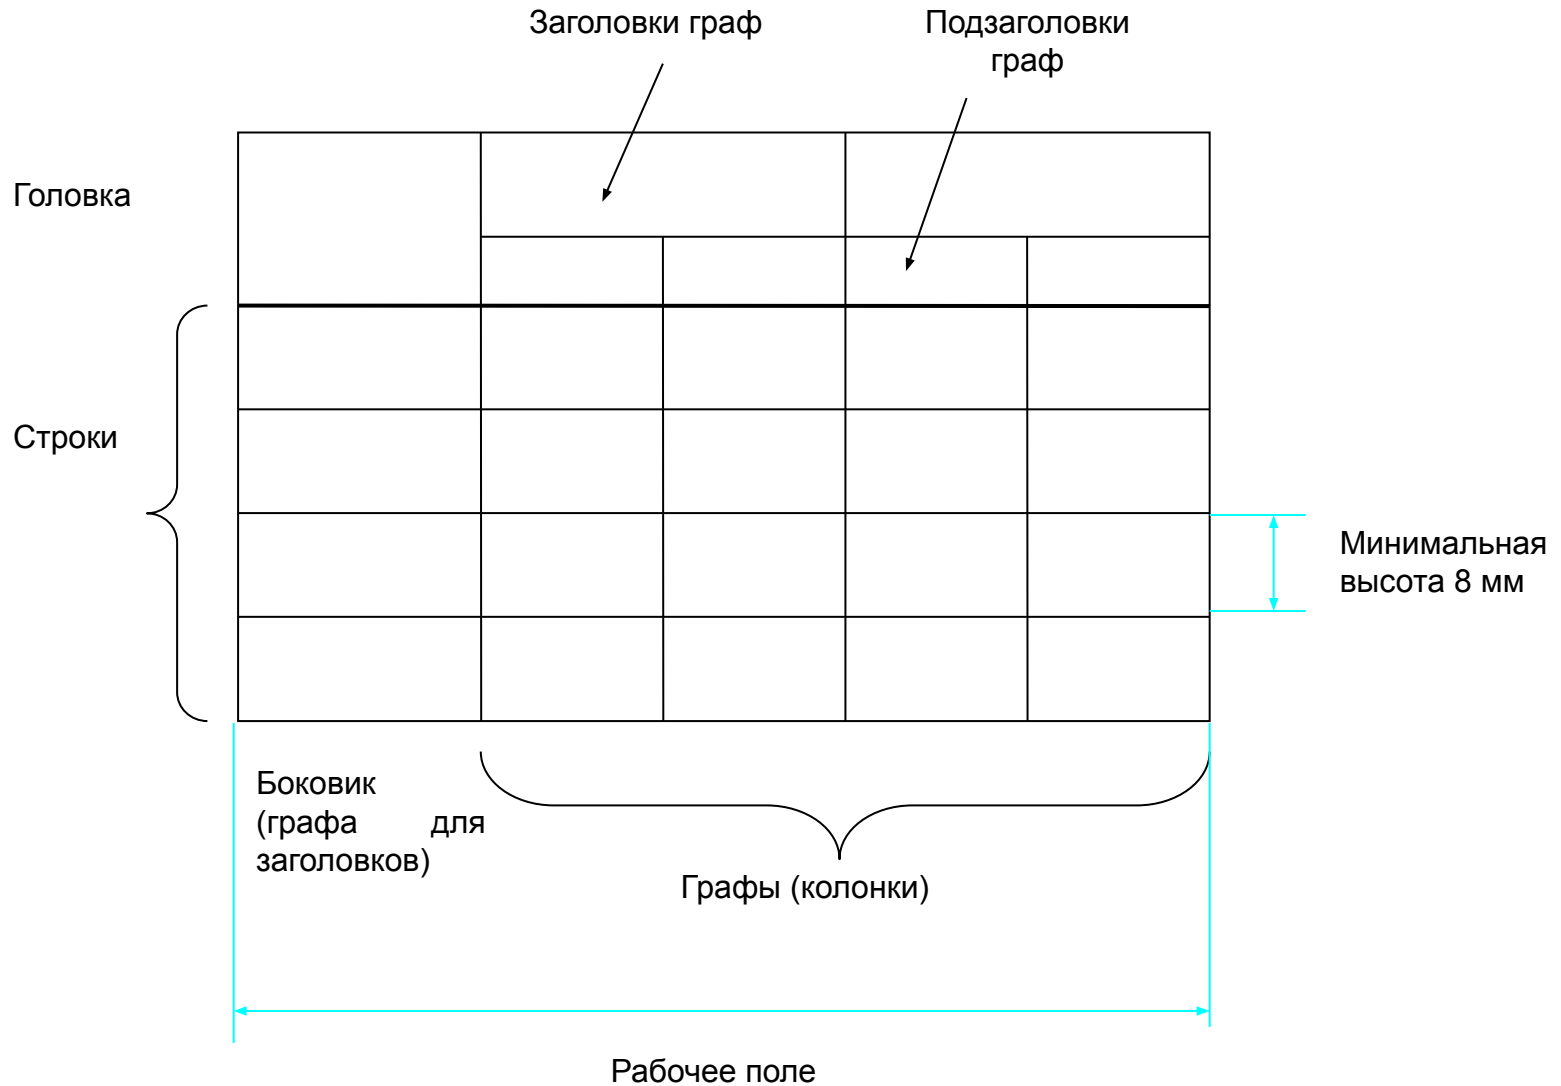 Заголовки граф
Подзаголовки
граф
Головка
Строки
Минимальная
высота 8 мм
Боковик
(графа для
заголовков)
Графы (колонки)
Рабочее поле